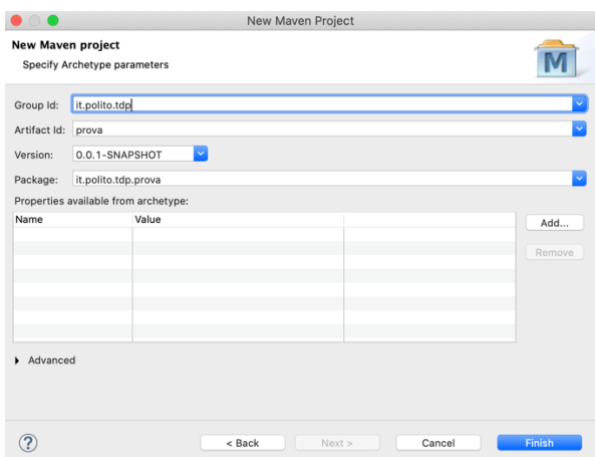 New Maven Project
New Maven project
Specify Archetype parameters
M
Group Id: it.polito.tdp
Artifact Id: prova
Version: 0.0.1-SNAPSHOT
Package: it.polito.tdp.prova
Properties available from archetype:
Name Value
Add...
Remove
Advanced
? < Back Next > Cancel Finish